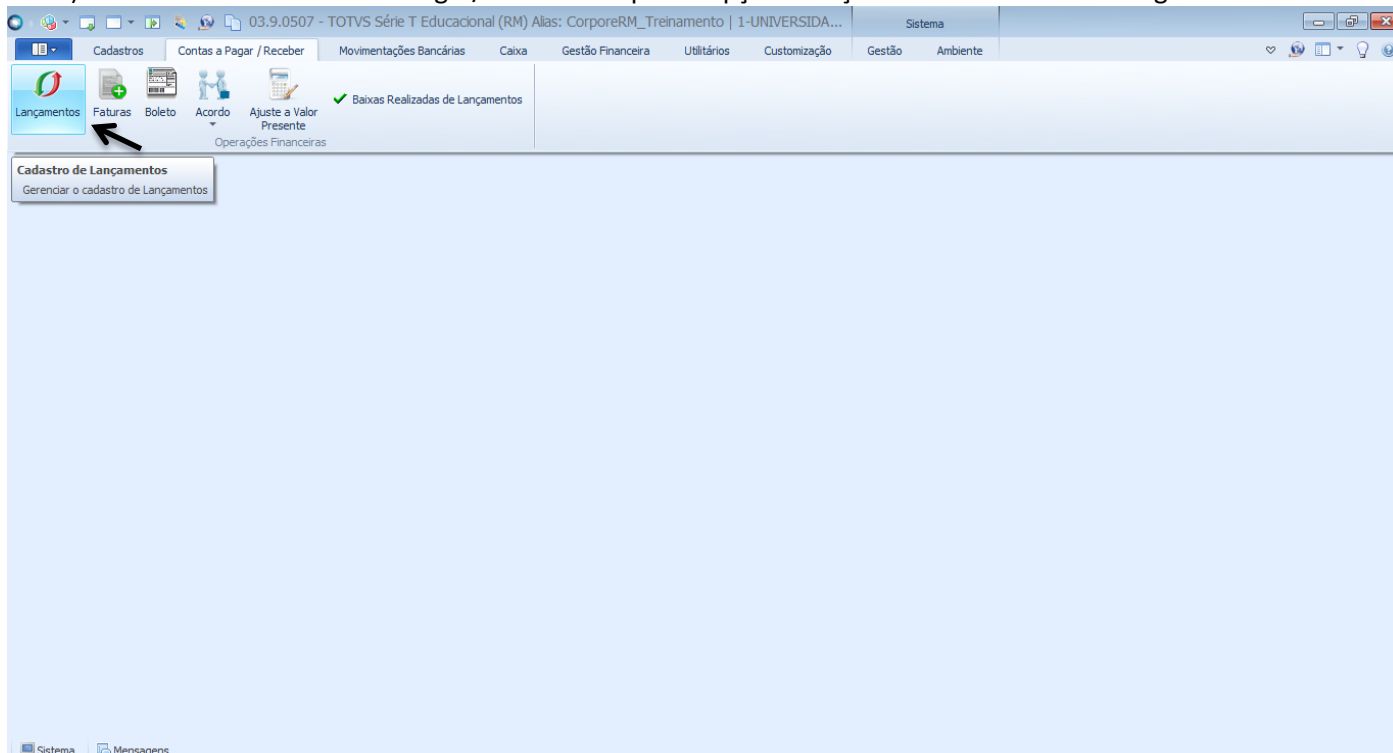 03.9.0507 - TOTVS Série T Educacional (RM) Alias: CorporeRM_Treinamento | 1-UNIVERSIDA...
Sistema
Cadastros Contas a Pagar / Receber Movimentações Bancárias Caixa Gestão Financeira Utilitários Customização Gestão Ambiente
Lançamentos Faturas Boleto Acordo Ajuste a Valor Presente
Baixas Realizadas de Lançamentos
Operações Financeiras
Cadastro de Lançamentos
Gerenciar o cadastro de Lançamentos
Sistema Mensagens